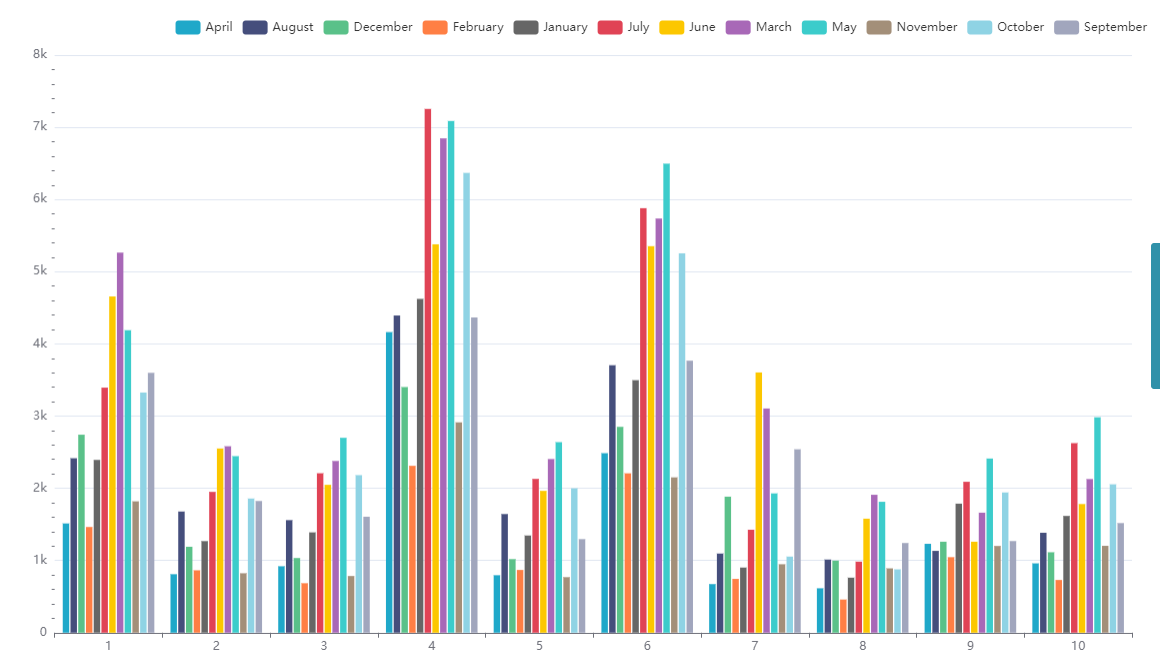 April August December February January July June March May November October September
8k
7k
6k
5k
4k
3k
2k
1k
0
1 2 3 4 5 6 7 8 9 10